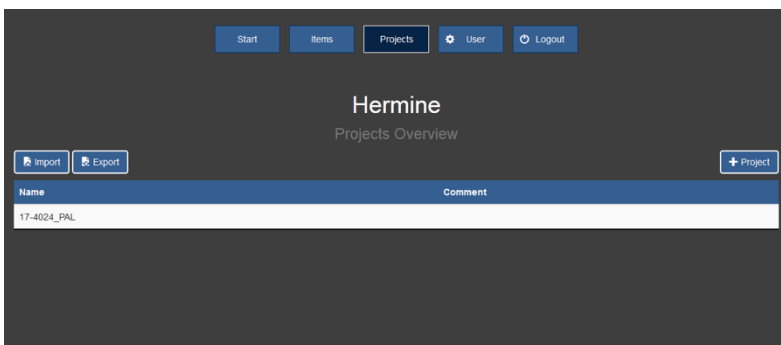 Start Items Projects User Logout
Hermine
Projects Overview
Import Export + Project
Name Comment
17-4024_PAL